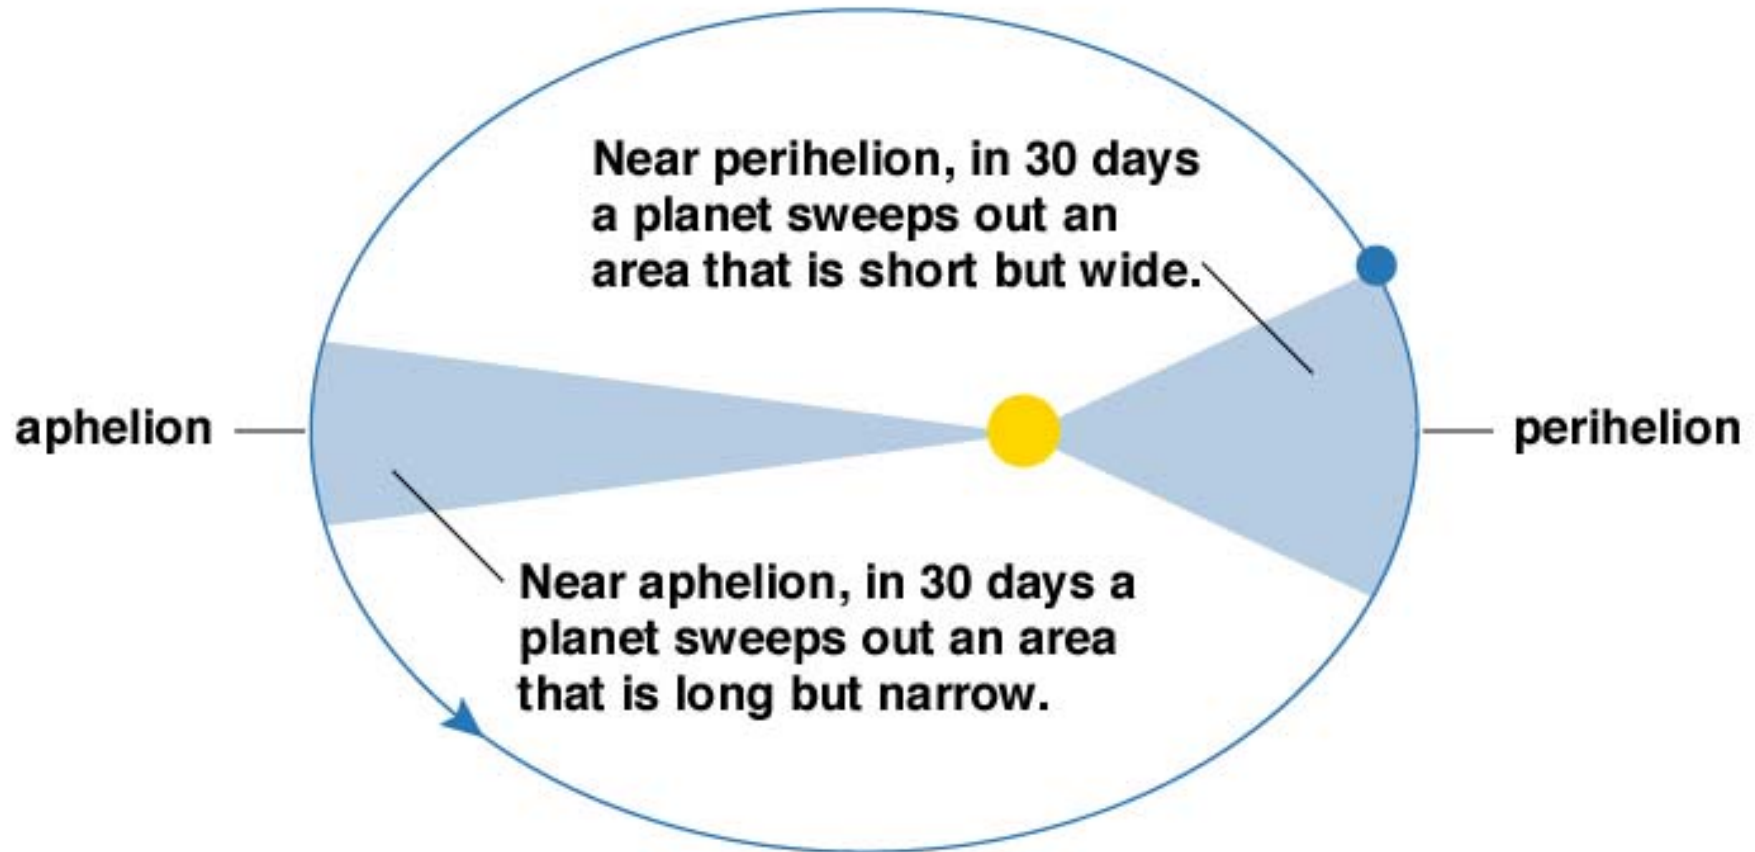 Near perihelion, in 30 days
a planet sweeps out an
area that is short but wide.
aphelion
perihelion
Near aphelion, in 30 days a
planet sweeps out an area
that is long but narrow.